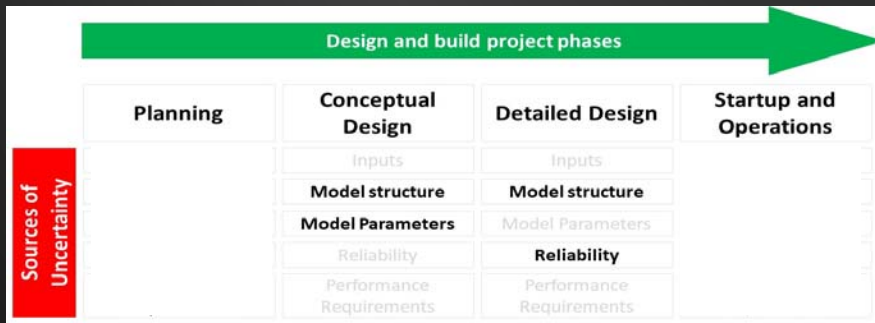 Design and build project phases
Planning
Conceptual
Design
Detailed Design
Startup and
Operations
Sources of
Uncertainty
Inputs
Inputs
Model structure
Model structure
Model Parameters
Model Parameters
Reliability
Reliability
Performance
Requirements
Performance
Requirements